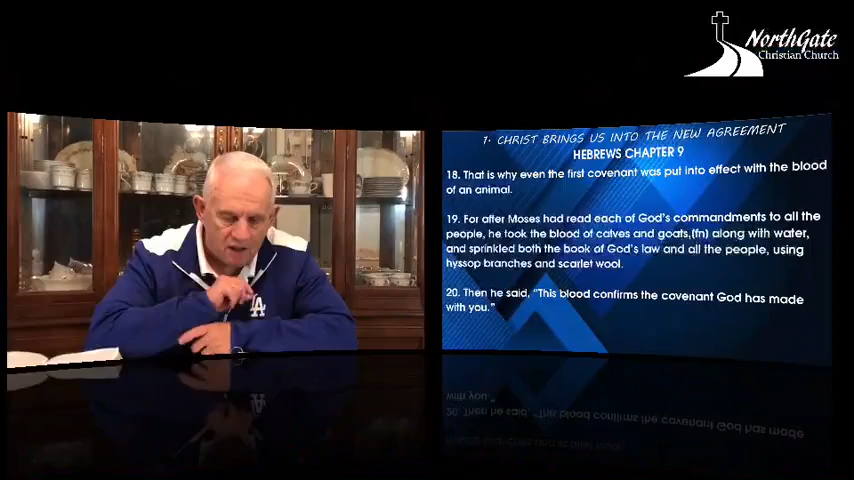 NorthGate
Christian Church
1. CHRIST BRINGS US INTO THE NEW AGREEMENT
HEBREWS CHAPTER 9
18. That is why even the first covenant was put into effect with the blood
of an animal.
19. For after Moses had read each of God's commandments to all the
people, he took the blood of calves and goats,(fn) along with water,
and sprinkled both the book of God's law and all the people, using
hyssop branches and scarlet wool.
20. Then he said, "This blood confirms the covenant God has made
with you."
LA